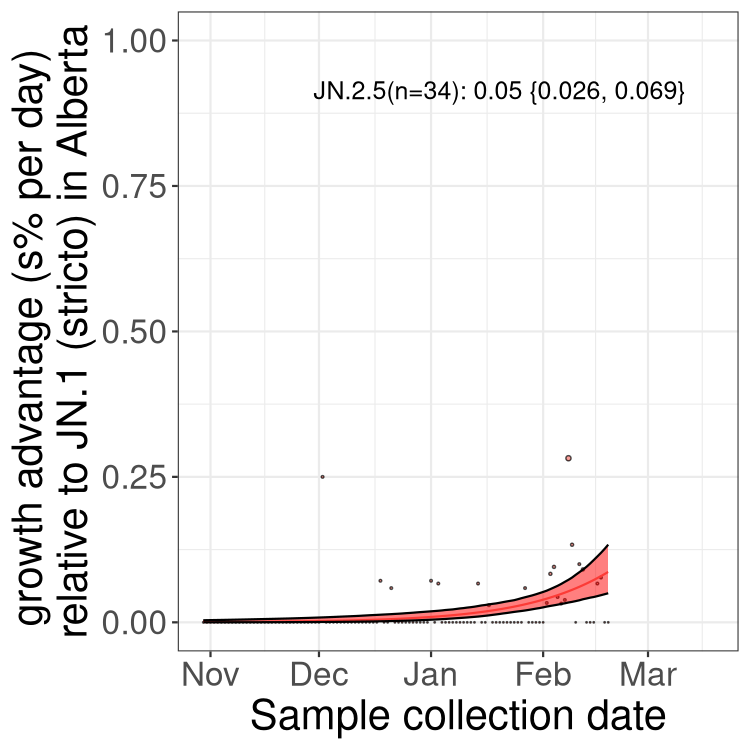 growth advantage (s% per day)
relative to JN.1 (stricto) in Alberta
1.00
0.75
0.50
0.25
0.00
JN.2.5(n=34): 0.05 {0.026, 0.069}
Nov Dec Jan Feb Mar
Sample collection date